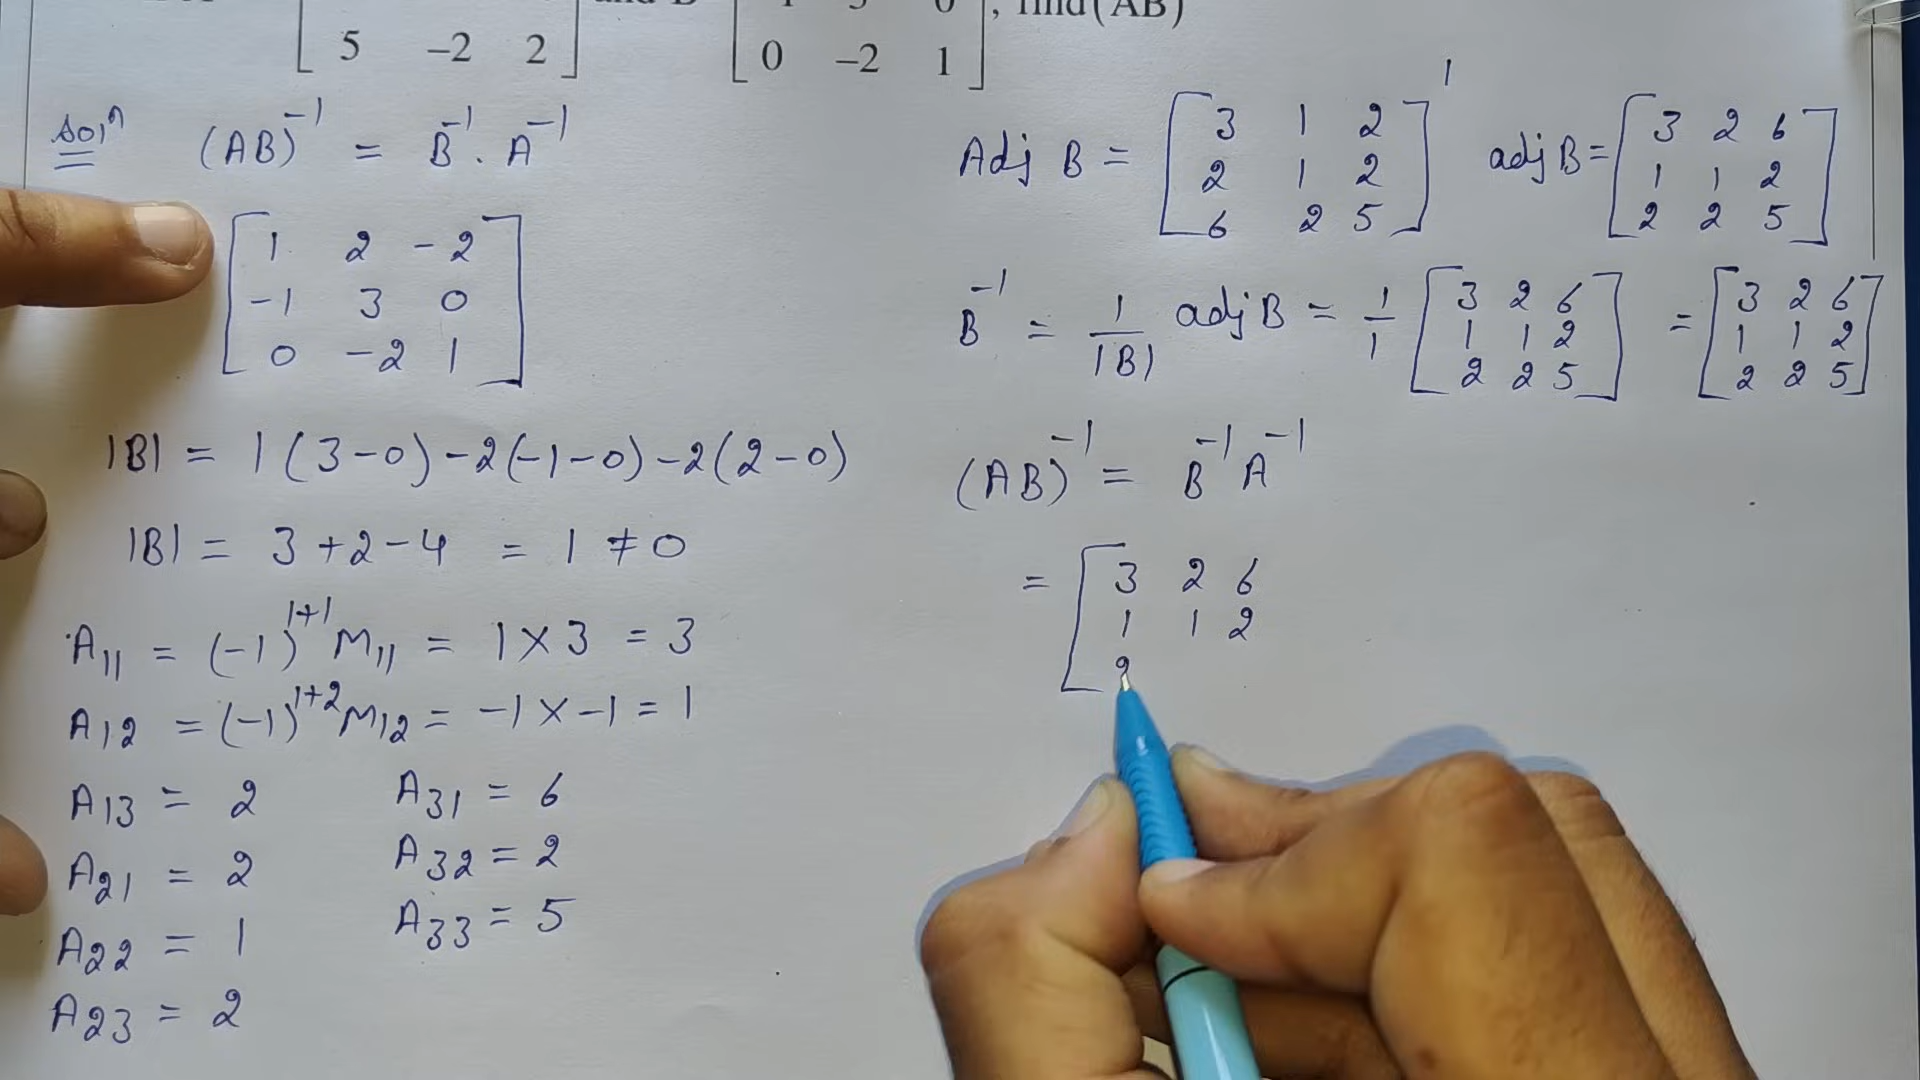 5 -2 2
0 -2 1
, find (AB)
Solⁿ (AB)⁻¹ = B⁻¹ . A⁻¹
1 2 -2
-1 3 0
0 -2 1
|B| = 1 (3-0) -2(-1-0) -2(2-0)
|B| = 3+2-4 = 1 ≠ 0
A₁₁ = (-1)¹⁺¹ M₁₁ = 1 × 3 = 3
A₁₂ = (-1)¹⁺² M₁₂ = -1 × -1 = 1
A₁₃ = 2
A₂₁ = 2
A₂₂ = 1
A₂₃ = 2
A₃₁ = 6
A₃₂ = 2
A₃₃ = 5
Adj B = [3 1 2
2 1 2
6 2 5]'
adj B = [3 2 6
1 1 2
2 2 5]
B⁻¹ = 1/|B| adj B = 1/1 [3 2 6
1 1 2
2 2 5]
= [3 2 6
1 1 2
2 2 5]
(AB)⁻¹ = B⁻¹ A⁻¹
= [3 2 6
1 1 2
2